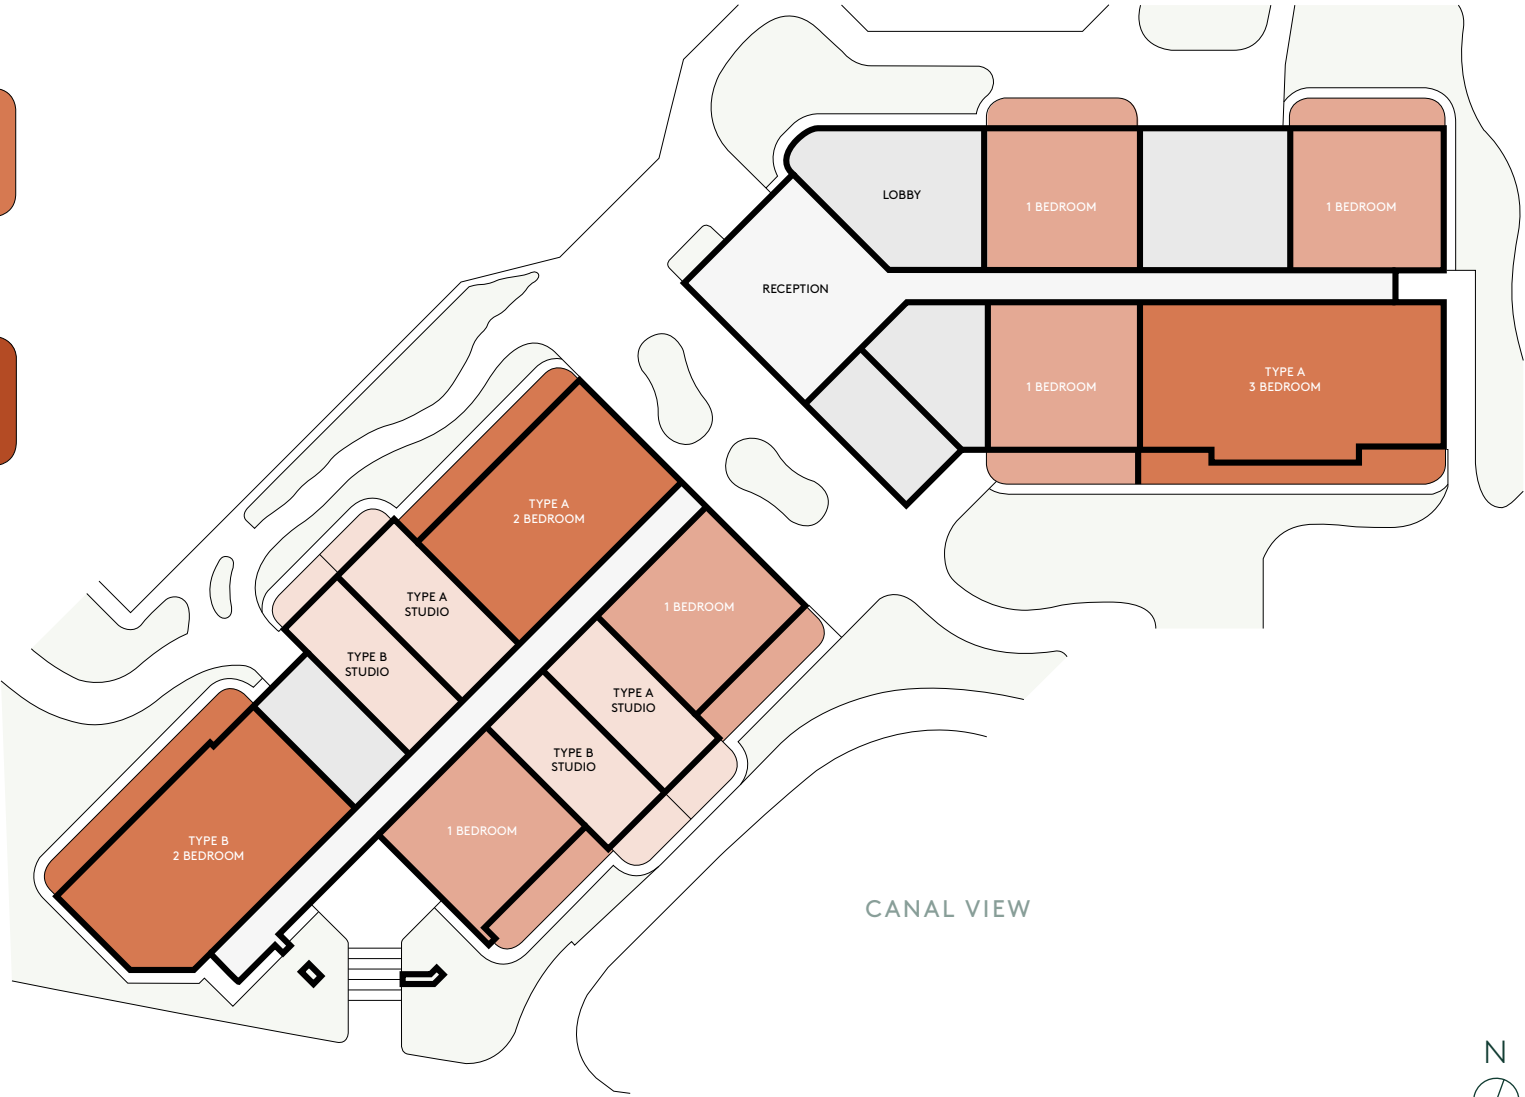 LOBBY
1 BEDROOM
1 BEDROOM
RECEPTION
1 BEDROOM
TYPE A
3 BEDROOM
TYPE A
2 BEDROOM
TYPE A
STUDIO
1 BEDROOM
TYPE B
STUDIO
TYPE A
STUDIO
TYPE B
STUDIO
1 BEDROOM
TYPE B
2 BEDROOM
CANAL VIEW
N